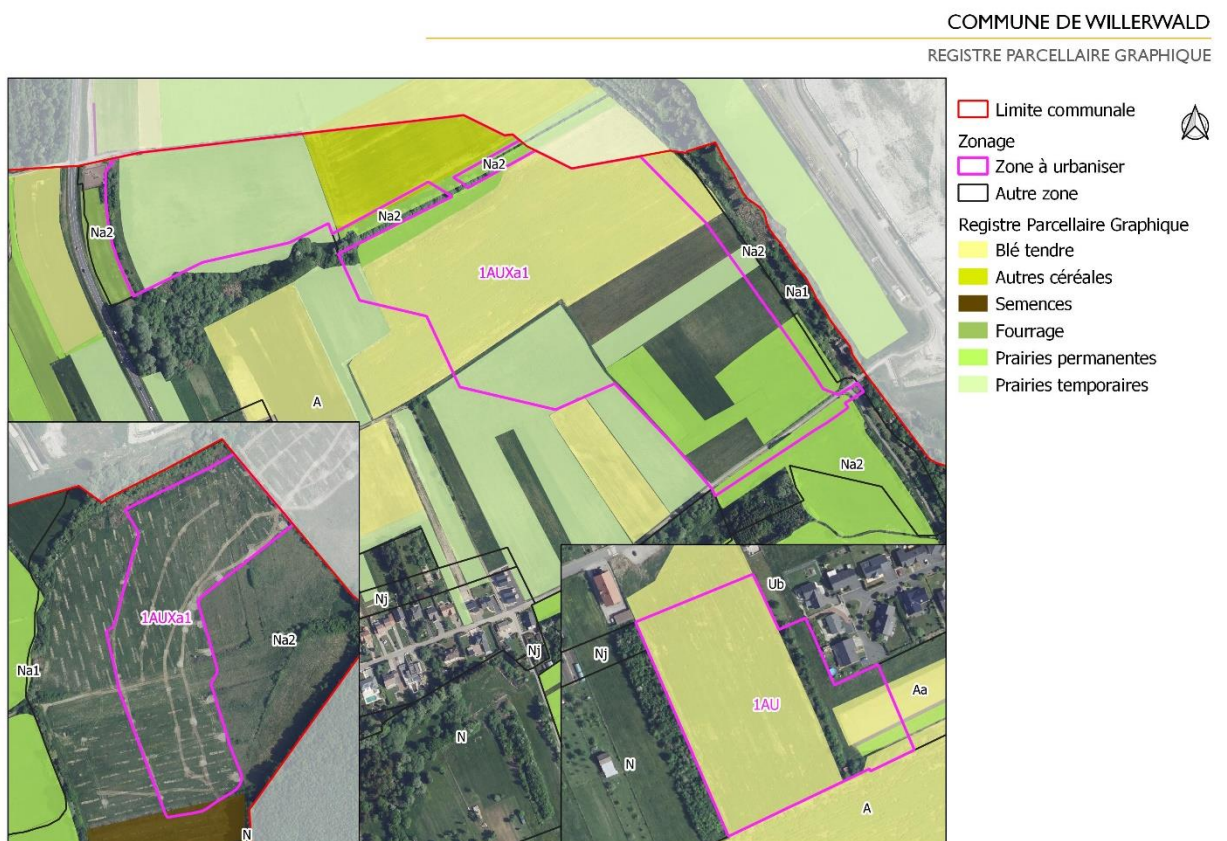 COMMUNE DE WILLERWALD
REGISTRE PARCELLAIRE GRAPHIQUE
Limite communale
Zonage
Zone à urbaniser
Autre zone
Registre Parcellaire Graphique
Blé tendre
Autres céréales
Semences
Fourrage
Prairies permanentes
Prairies temporaires
Na2
Na2
Na2
Na2
1AUXa1
Na1
A
Na2
1AUXa1
Na2
Na1
N
Nj
Nj
N
Ub
Nj
1AU
Aa
N
A